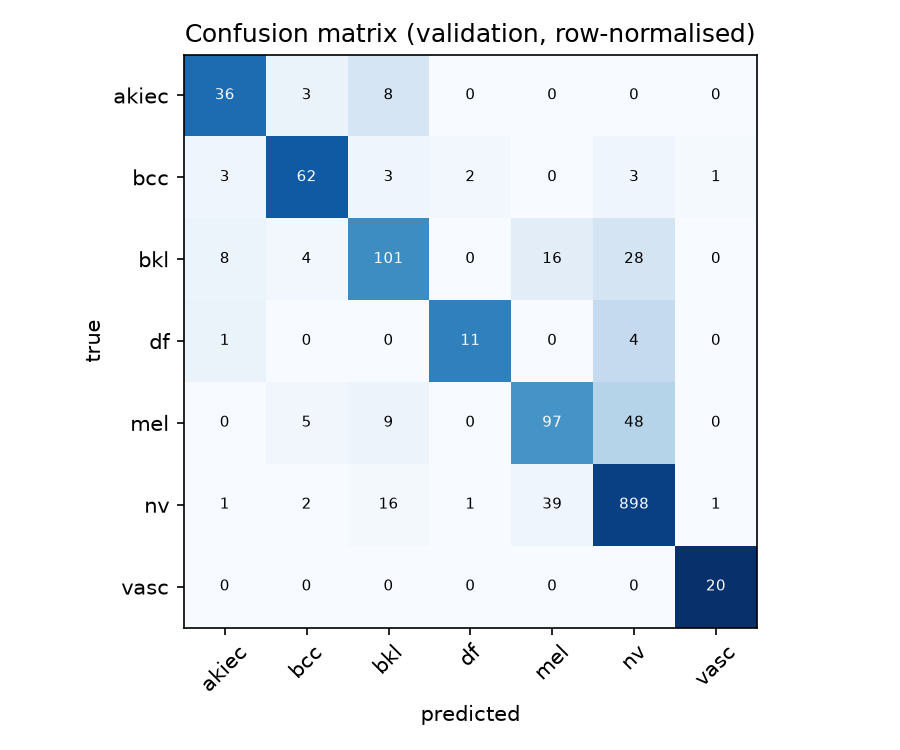 Confusion matrix (validation, row-normalised)
akiec 36 3 8 0 0 0 0
bcc 3 62 3 2 0 3 1
bkl 8 4 101 0 16 28 0
df 1 0 0 11 0 4 0
mel 0 5 9 0 97 48 0
nv 1 2 16 1 39 898 1
vasc 0 0 0 0 0 0 20
true
akiec bcc bkl df mel nv vasc
predicted